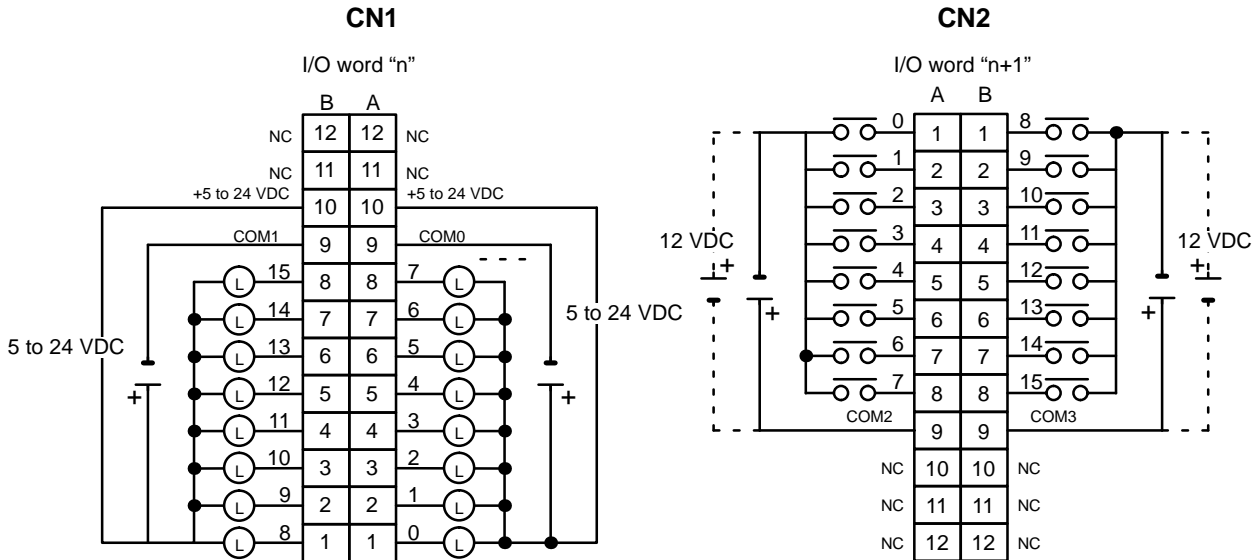 CN1
I/O word “n”
B A
NC 12 12 NC
NC 11 11 NC
+5 to 24 VDC 10 10 +5 to 24 VDC
COM1 9 9 COM0
L 15 8 8 7 L
L 14 7 7 6 L
L 13 6 6 5 L
L 12 5 5 4 L
L 11 4 4 3 L
L 10 3 3 2 L
L 9 2 2 1 L
L 8 1 1 0 L
5 to 24 VDC
+
5 to 24 VDC
+
CN2
I/O word “n+1”
A B
0 1 1 8
1 2 2 9
2 3 3 10
3 4 4 11
4 5 5 12
5 6 6 13
6 7 7 14
7 8 8 15
COM2 9 9 COM3
NC 10 10 NC
NC 11 11 NC
NC 12 12 NC
12 VDC
+
+
12 VDC
+
+